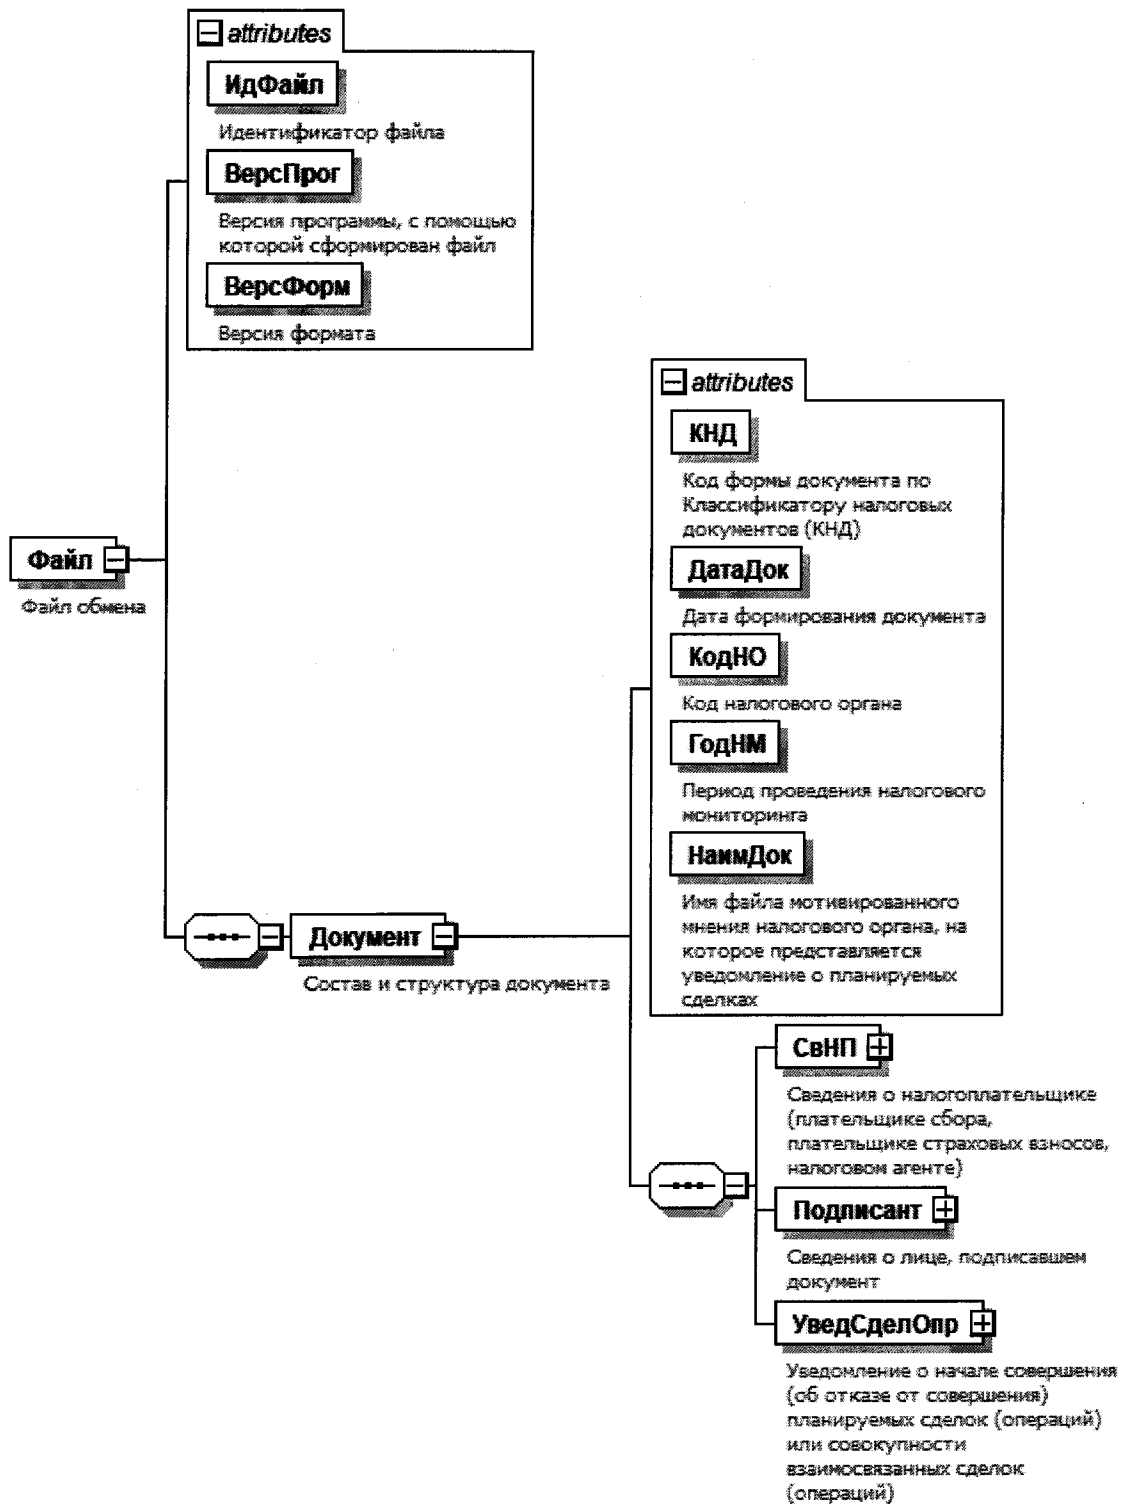 attributes
ИдФайл
Идентификатор файла
ВерсПрог
Версия программы, с помощью
которой сформирован файл
ВерсФорм
Версия формата
Файл
Файл обмена
Документ
Состав и структура документа
attributes
КНД
Код формы документа по
Классификатору налоговых
документов (КНД)
ДатаДок
Дата формирования документа
КодНО
Код налогового органа
ГодНМ
Период проведения налогового
мониторинга
НаимДок
Имя файла мотивированного
мнения налогового органа, на
которое представляется
уведомление о планируемых
сделках
СвНП
Сведения о налогоплательщике
(плательщике сбора,
плательщике страховых взносов,
налоговом агенте)
Подписант
Сведения о лице, подписавшем
документ
УведСделОпр
Уведомление о начале совершения
(об отказе от совершения)
планируемых сделок (операций)
или совокупности
взаимосвязанных сделок
(операций)